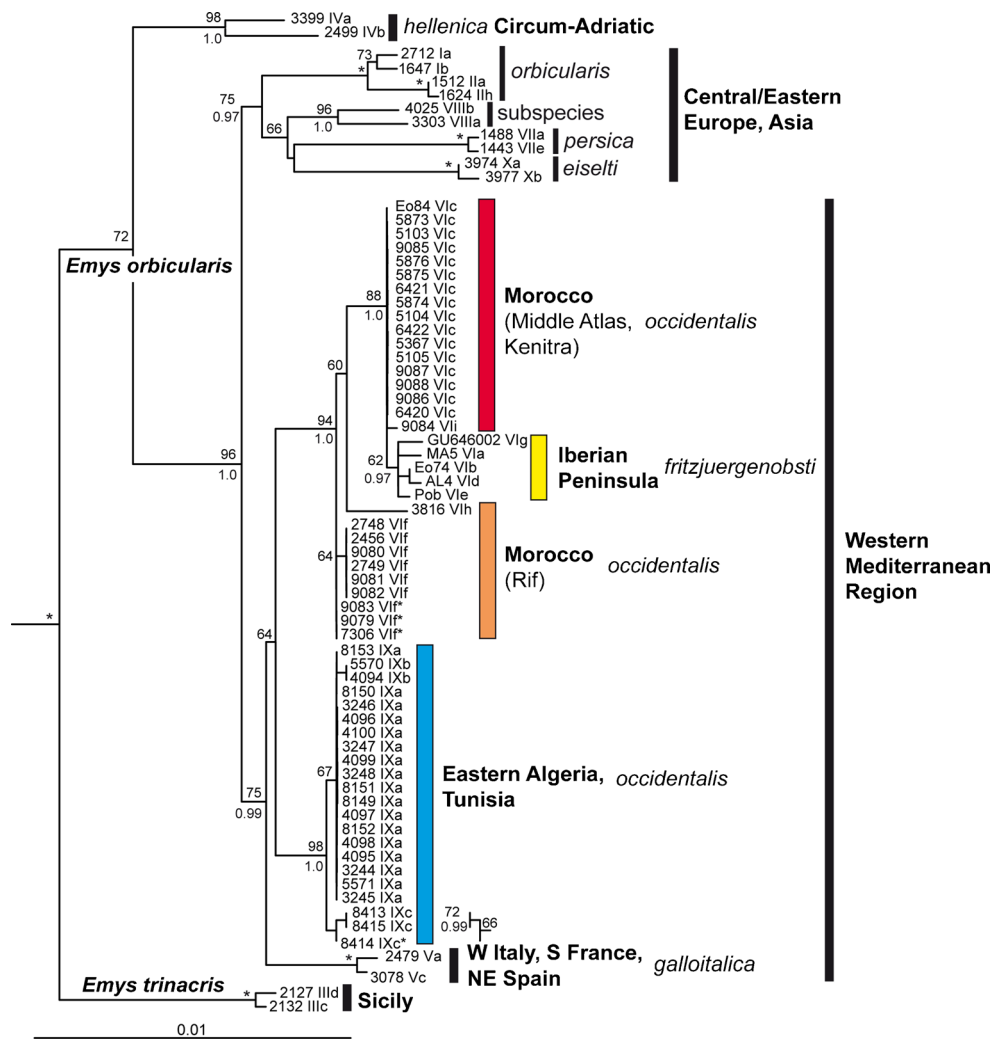 98
3399 IVa
1.0
2499 IVb
hellenica Circum-Adriatic
73
2712 Ia
*
1647 Ib
*
1512 IIa
1624 IIh
orbicularis
75
0.97
96
4025 VIIIb
1.0
3303 VIIIa
subspecies
66
*
1488 VIIa
1443 VIIe
persica
*
3974 Xa
3977 Xb
eiselti
Central/Eastern
Europe, Asia
72
Emys orbicularis
Eo84 VIc
5873 VIc
5103 VIc
9085 VIc
5876 VIc
5875 VIc
6421 VIc
5874 VIc
5104 VIc
6422 VIc
5367 VIc
5105 VIc
9087 VIc
9088 VIc
9086 VIc
6420 VIc
9084 VIi
88
1.0
Morocco
(Middle Atlas, occidentalis
Kenitra)
60
94
1.0
GU646002 VIg
MA5 VIa
Eo74 VIb
AL4 VId
Pob VIe
62
0.97
Iberian
Peninsula fritzjuergenobsti
96
1.0
3816 VIh
2748 VIf
2456 VIf
9080 VIf
2749 VIf
9081 VIf
9082 VIf
9083 VIf*
9079 VIf*
7306 VIf*
64
Morocco occidentalis
(Rif)
Western
Mediterranean
Region
*
64
8153 IXa
5570 IXb
4094 IXb
8150 IXa
3246 IXa
4096 IXa
4100 IXa
3247 IXa
4099 IXa
3248 IXa
8151 IXa
8149 IXa
4097 IXa
8152 IXa
4098 IXa
4095 IXa
3244 IXa
5571 IXa
3245 IXa
8413 IXc
8415 IXc
8414 IXc*
67
Eastern Algeria, occidentalis
Tunisia
75
0.99
98
1.0
72
0.99
66
*
2479 Va
3078 Vc
W Italy, S France,
NE Spain galloitalica
Emys trinacris
*
2127 IIId
2132 IIIc
Sicily
0.01